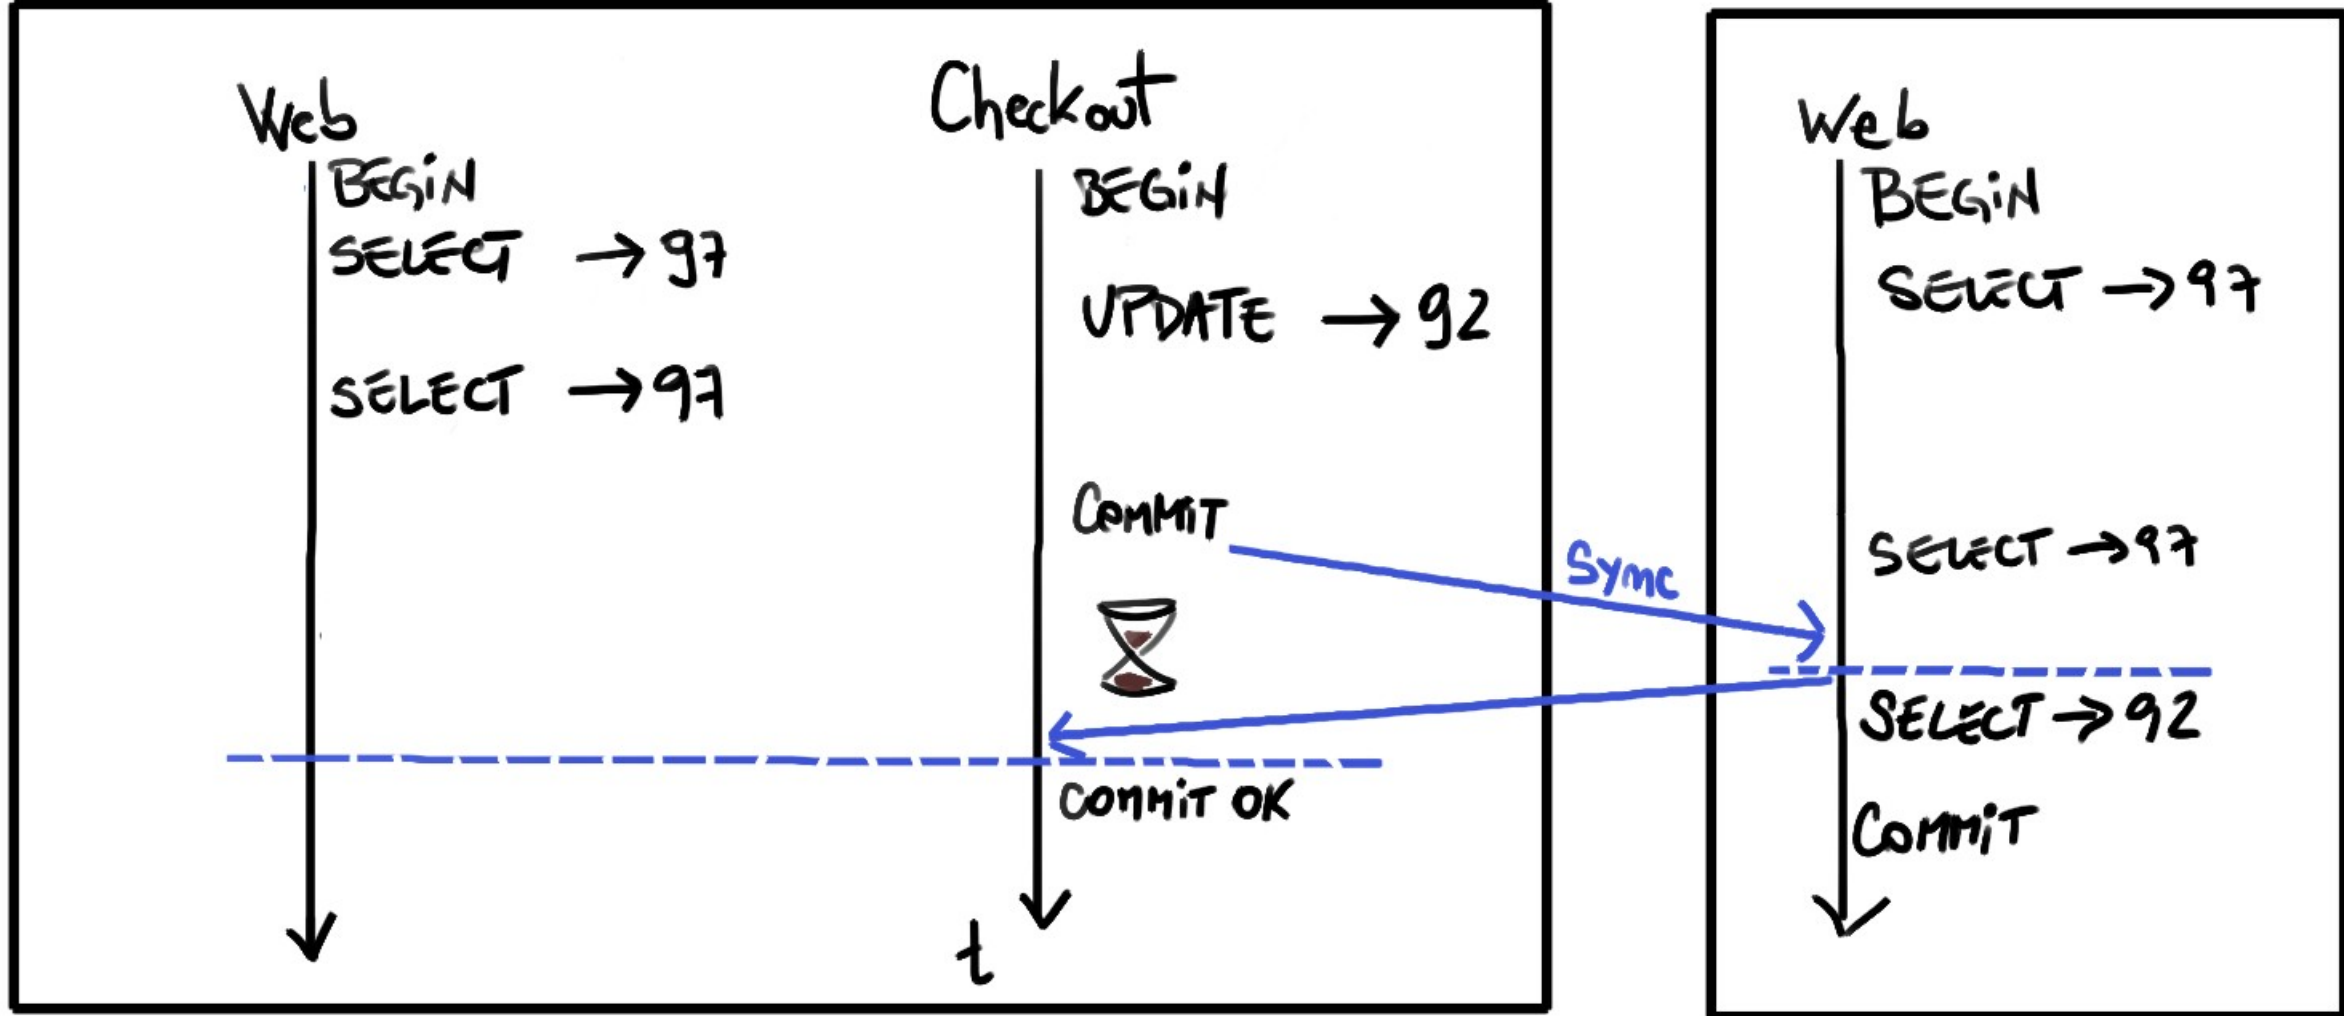 Web
BEGIN
SELECT → 97
SELECT → 97
Checkout
BEGIN
UPDATE → 92
COMMIT
COMMIT OK
t
Sync
Web
BEGIN
SELECT → 97
SELECT → 97
SELECT → 92
COMMIT